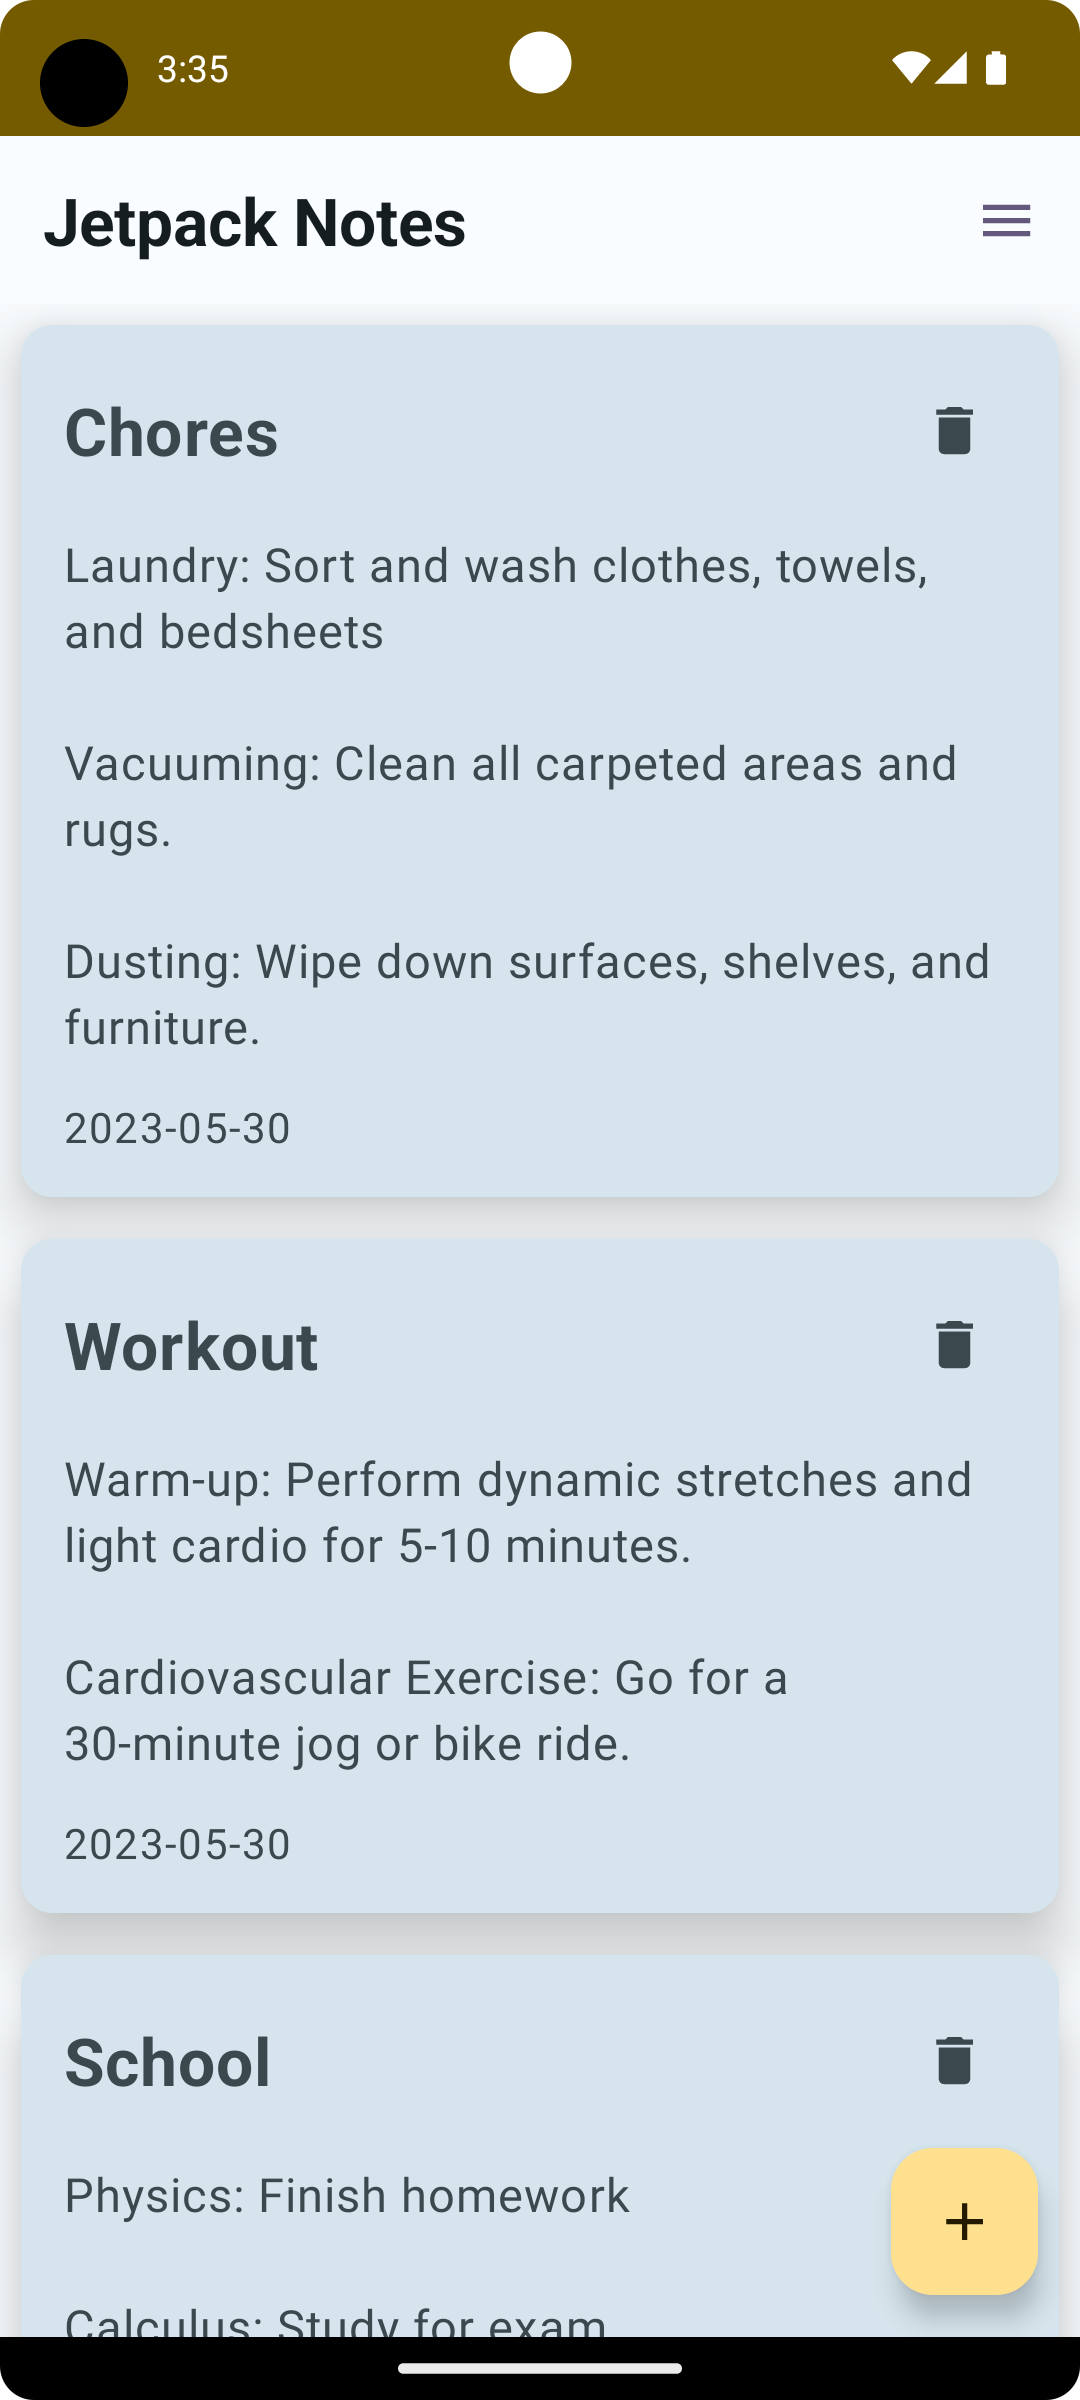 3:35
Jetpack Notes
Chores
Laundry: Sort and wash clothes, towels,
and bedsheets
Vacuuming: Clean all carpeted areas and
rugs.
Dusting: Wipe down surfaces, shelves, and
furniture.
2023-05-30
Workout
Warm-up: Perform dynamic stretches and
light cardio for 5-10 minutes.
Cardiovascular Exercise: Go for a
30-minute jog or bike ride.
2023-05-30
School
Physics: Finish homework
Calculus: Study for exam